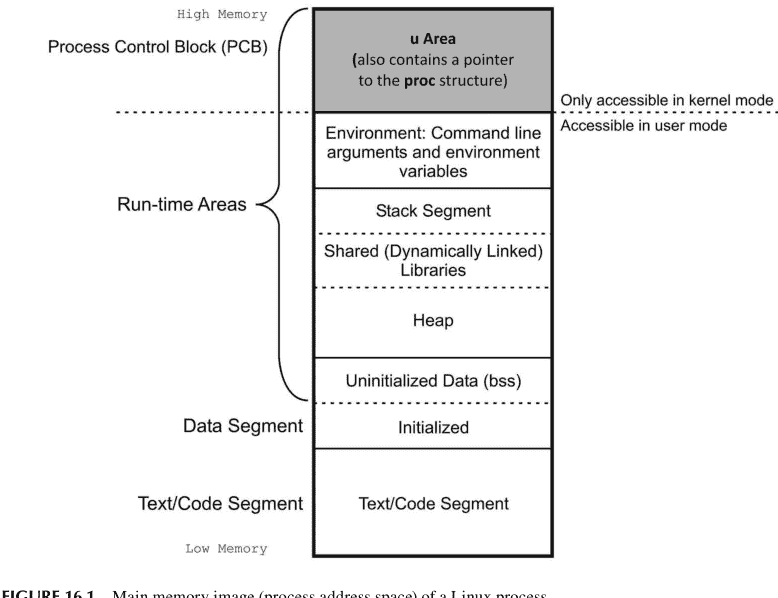 High Memory
Process Control Block (PCB)
u Area
(also contains a pointer
to the proc structure)
Only accessible in kernel mode
Accessible in user mode
Environment: Command line
arguments and environment
variables
Run-time Areas
Stack Segment
Shared (Dynamically Linked)
Libraries
Heap
Uninitialized Data (bss)
Data Segment
Initialized
Text/Code Segment
Text/Code Segment
Low Memory
FIGURE 16.1 Main memory image (process address space) of a Linux process